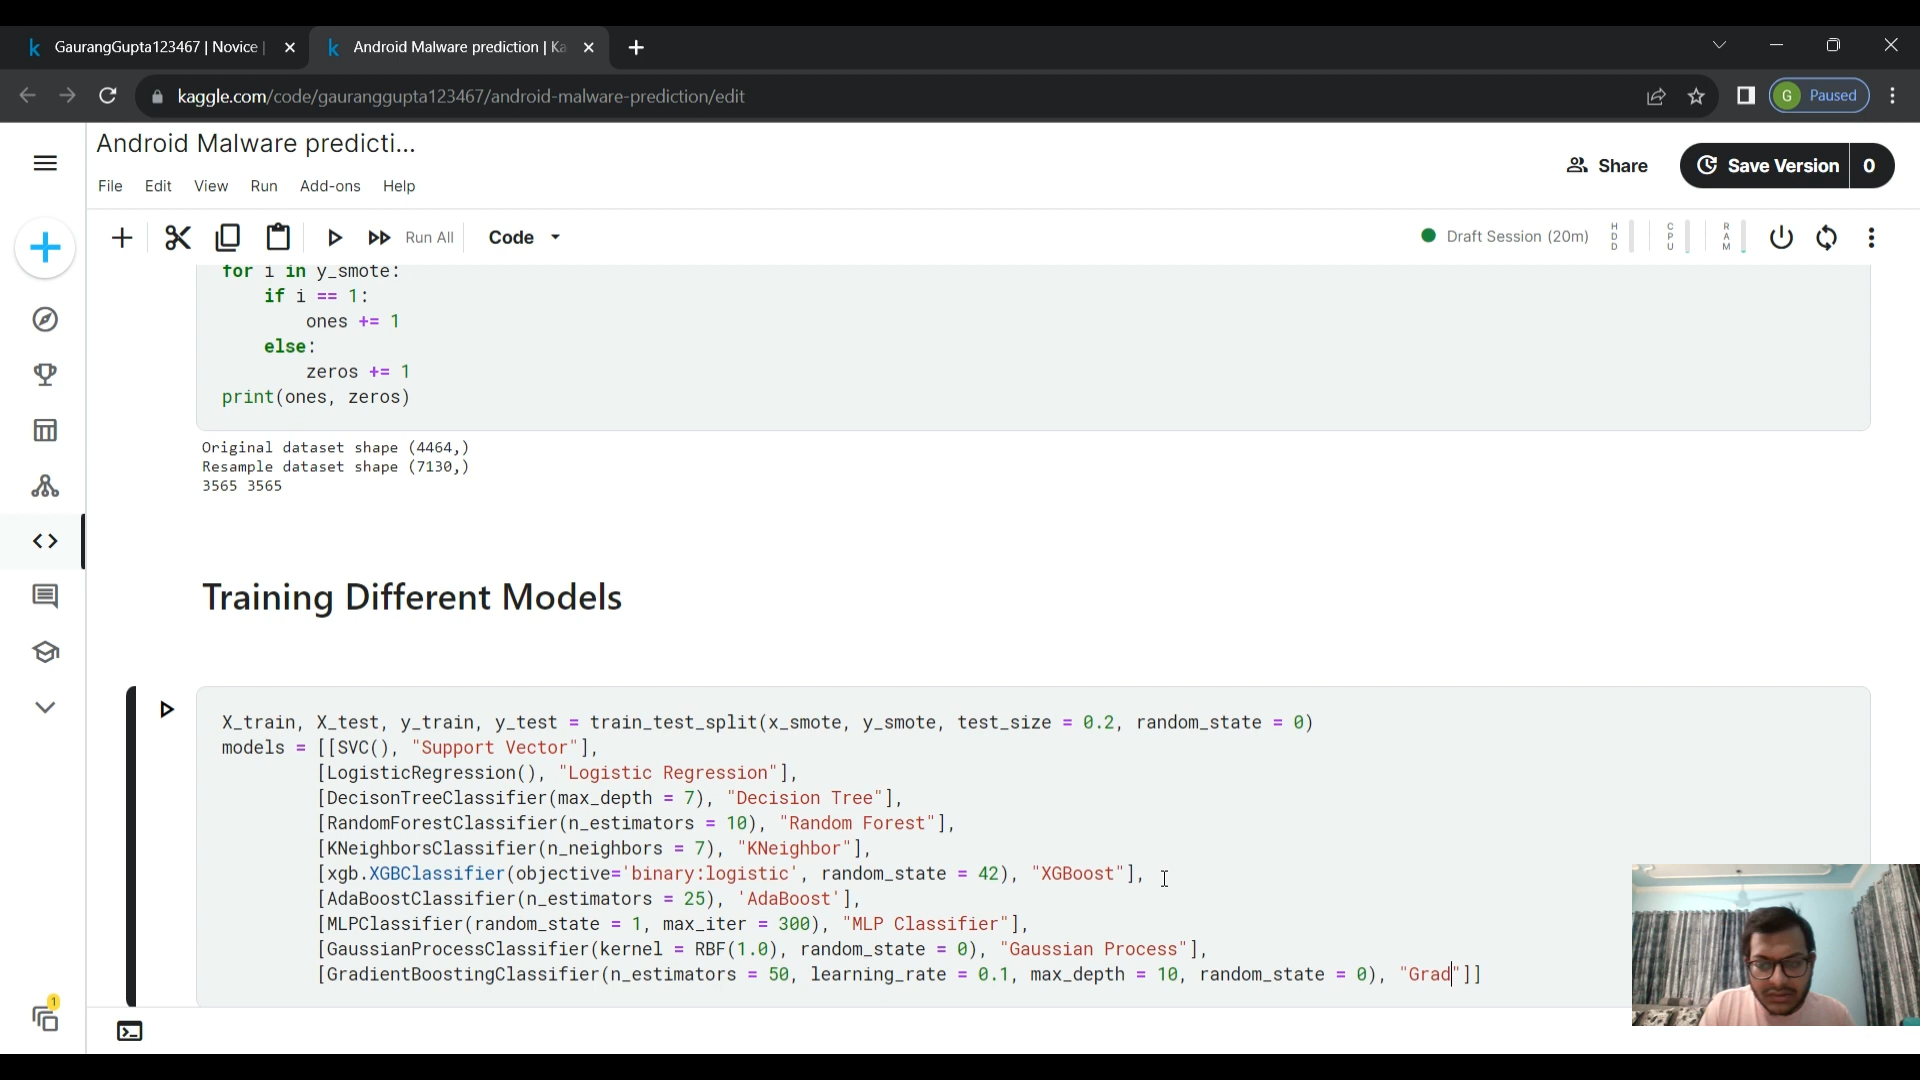 GaurangGupta123467 | Novice |
Android Malware prediction | Ka
kaggle.com/code/gauranggupta123467/android-malware-prediction/edit
G Paused
Android Malware predicti...
File Edit View Run Add-ons Help
Share
Save Version 0
Run All Code
Draft Session (20m) HDD CPU RAM
for i in y_smote:
    if i == 1:
        ones += 1
    else:
        zeros += 1
print(ones, zeros)
Original dataset shape (4464,)
Resample dataset shape (7130,)
3565 3565
Training Different Models
X_train, X_test, y_train, y_test = train_test_split(x_smote, y_smote, test_size = 0.2, random_state = 0)
models = [[SVC(), "Support Vector"],
         [LogisticRegression(), "Logistic Regression"],
         [DecisonTreeClassifier(max_depth = 7), "Decision Tree"],
         [RandomForestClassifier(n_estimators = 10), "Random Forest"],
         [KNeighborsClassifier(n_neighbors = 7), "KNeighbor"],
         [xgb.XGBClassifier(objective='binary:logistic', random_state = 42), "XGBoost"],
         [AdaBoostClassifier(n_estimators = 25), 'AdaBoost'],
         [MLPClassifier(random_state = 1, max_iter = 300), "MLP Classifier"],
         [GaussianProcessClassifier(kernel = RBF(1.0), random_state = 0), "Gaussian Process"],
         [GradientBoostingClassifier(n_estimators = 50, learning_rate = 0.1, max_depth = 10, random_state = 0), "Grad"]]
1